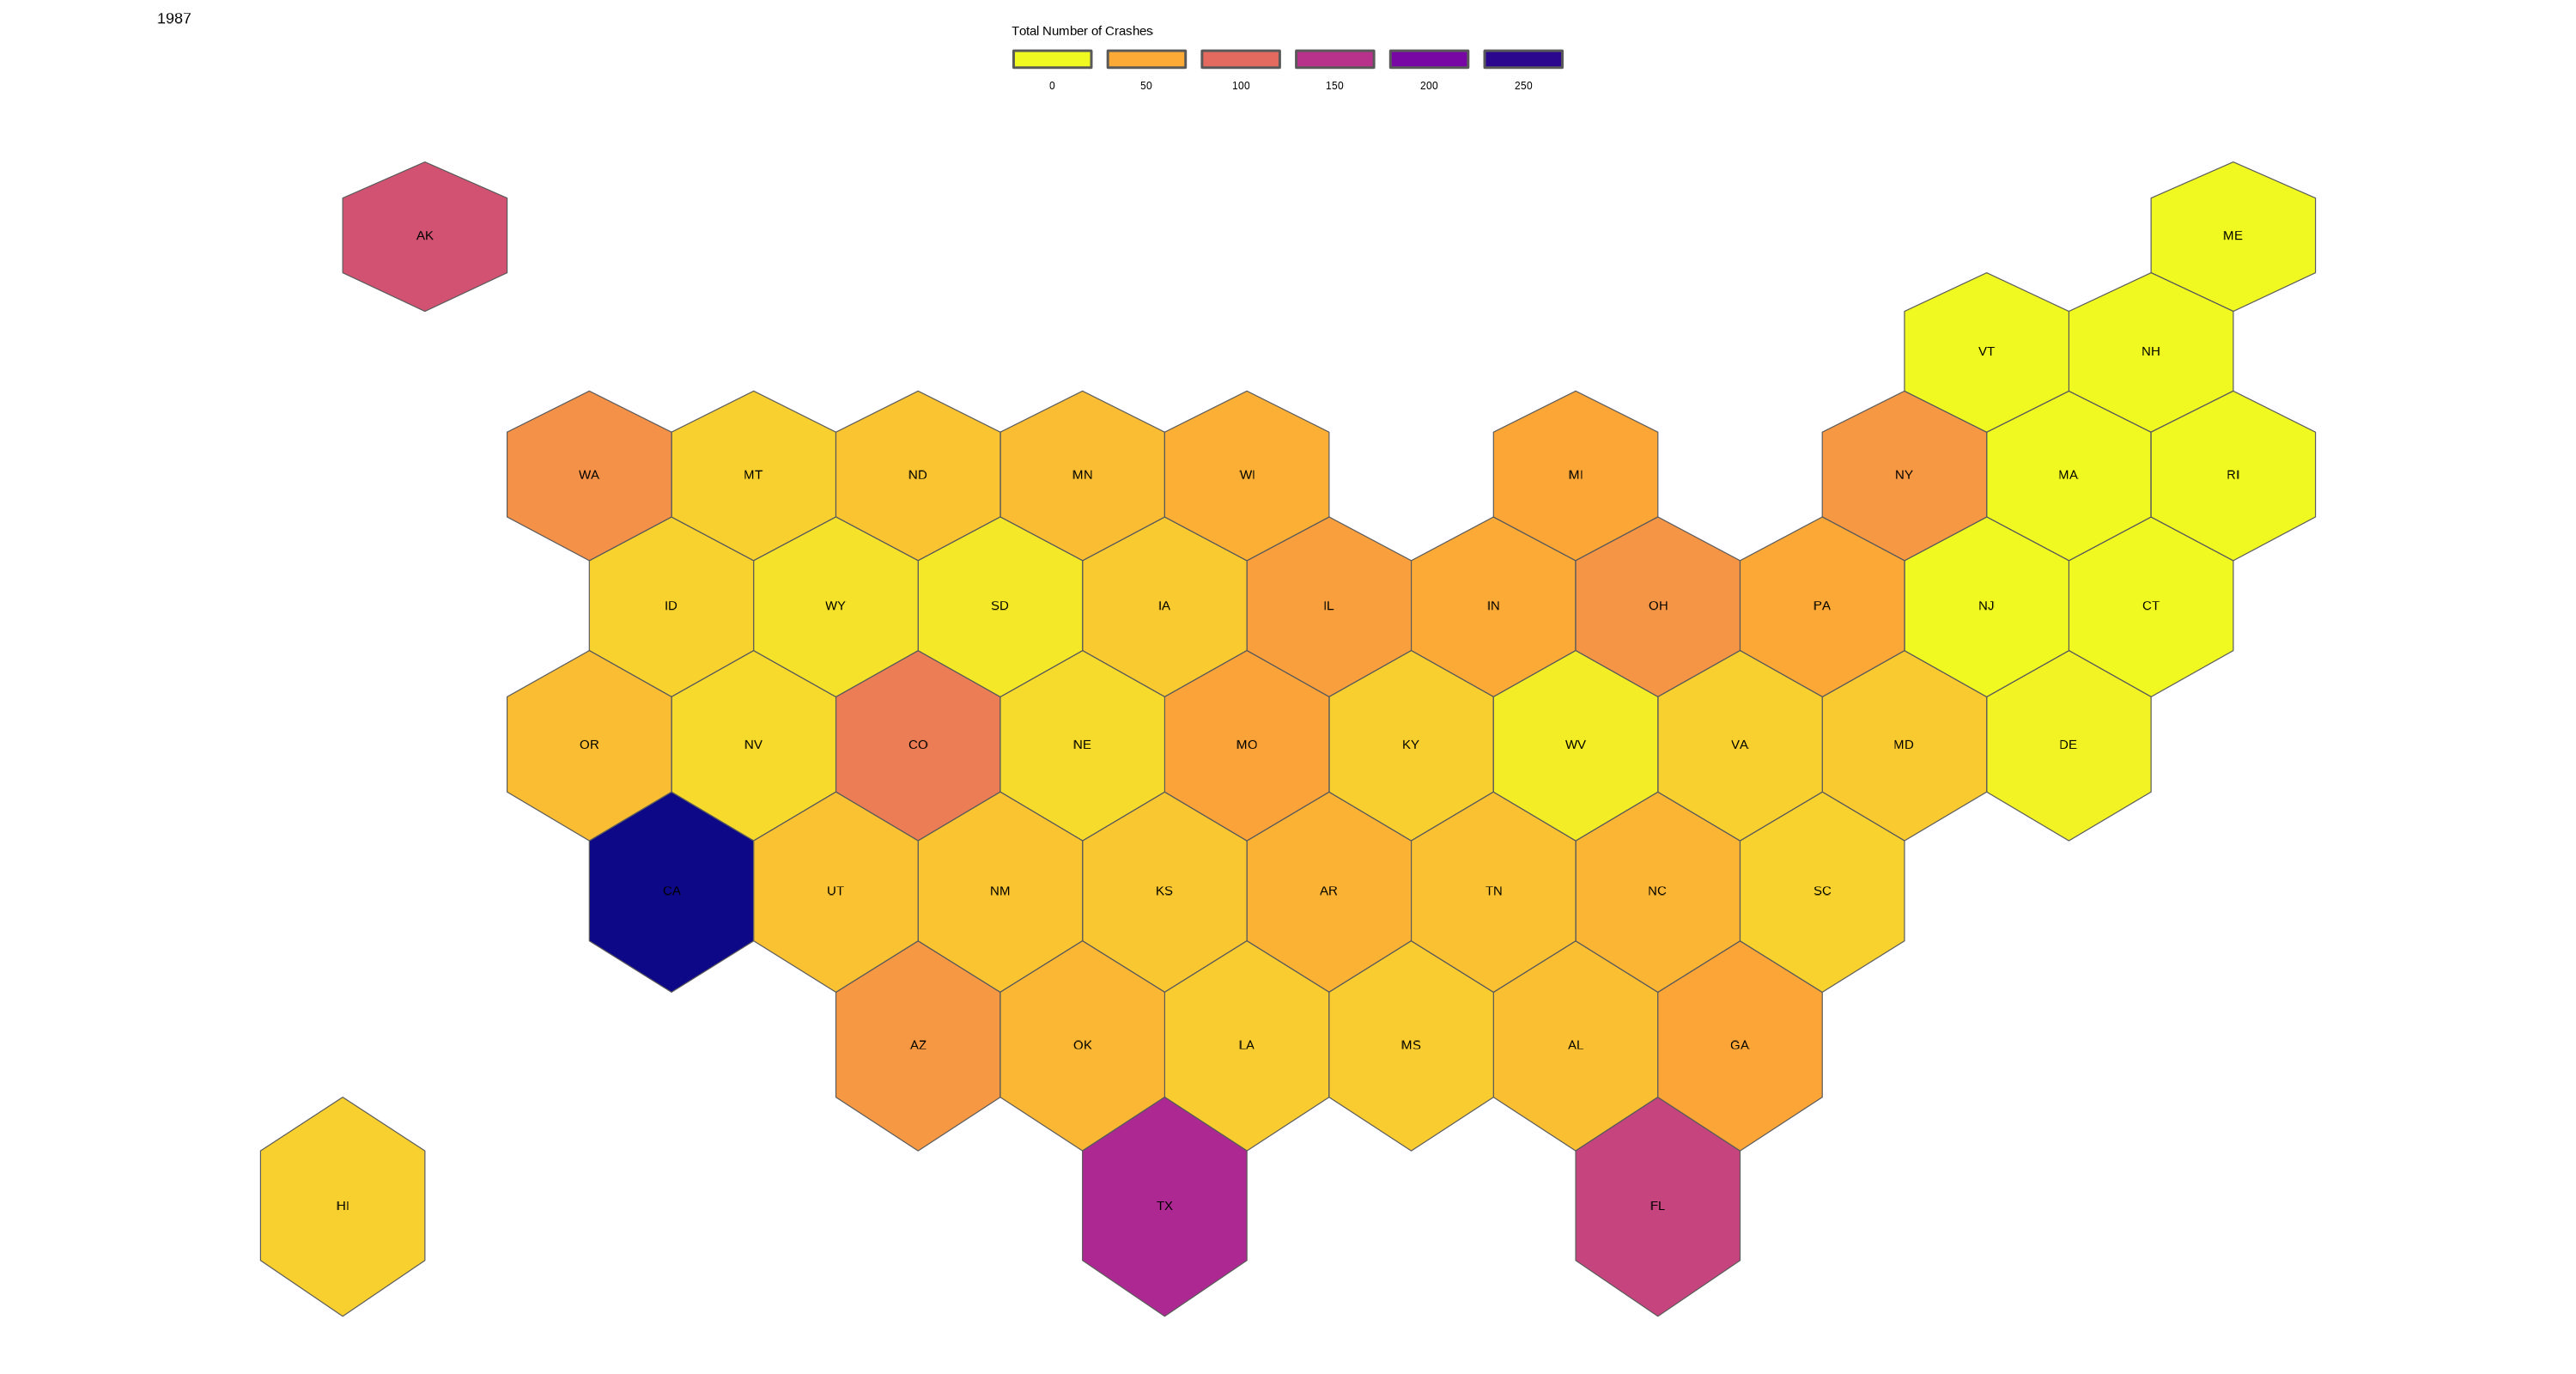 1987
Total Number of Crashes
0 50 100 150 200 250
AK ME
VT NH
WA MT ND MN WI MI NY MA RI
ID WY SD IA IL IN OH PA NJ CT
OR NV CO NE MO KY WV VA MD DE
CA UT NM KS AR TN NC SC
AZ OK LA MS AL GA
HI TX FL